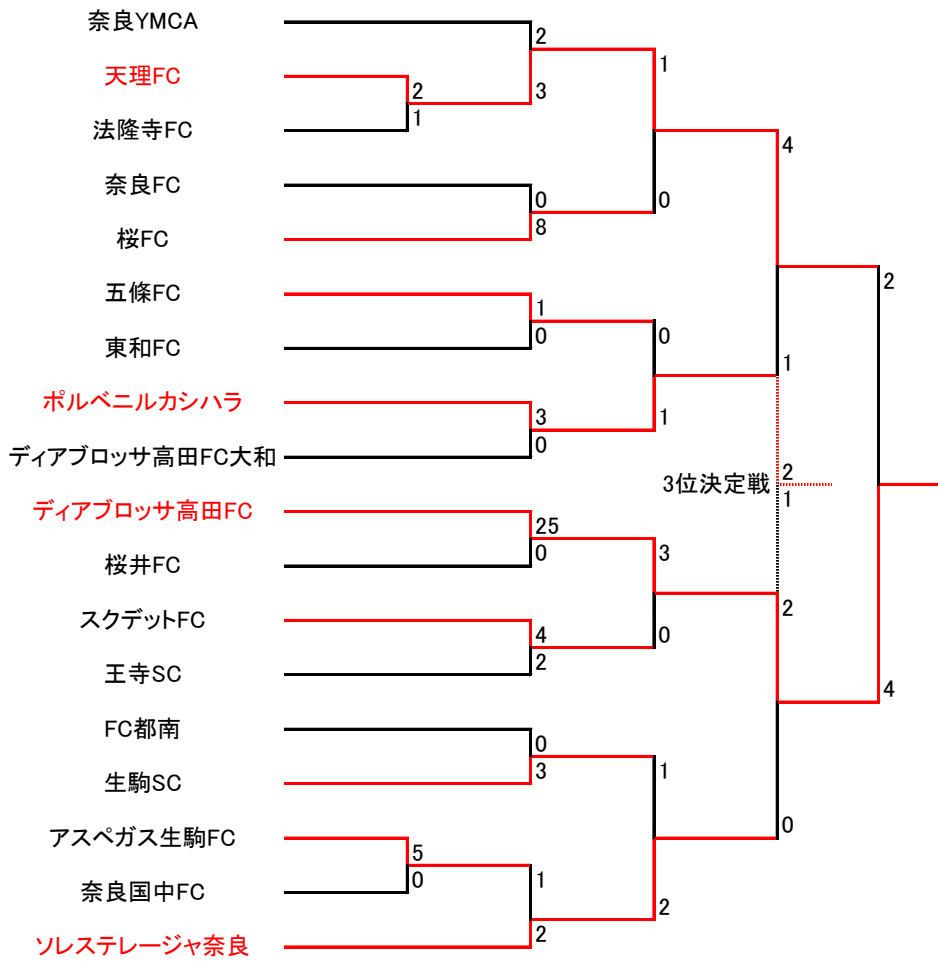 奈良YMCA
2
天理FC
1
2
3
1
法隆寺FC
4
奈良FC
0
0
8
桜FC
2
五條FC
1
0
0
東和FC
1
ポルベニルカシハラ
3
1
0
ディアブロッサ高田FC大和
2
3位決定戦
1
ディアブロッサ高田FC
25
0
3
桜井FC
2
スクデットFC
4
0
2
王寺SC
4
FC都南
0
3
1
生駒SC
0
アスペガス生駒FC
5
0
1
奈良国中FC
2
2
ソレステレージャ奈良